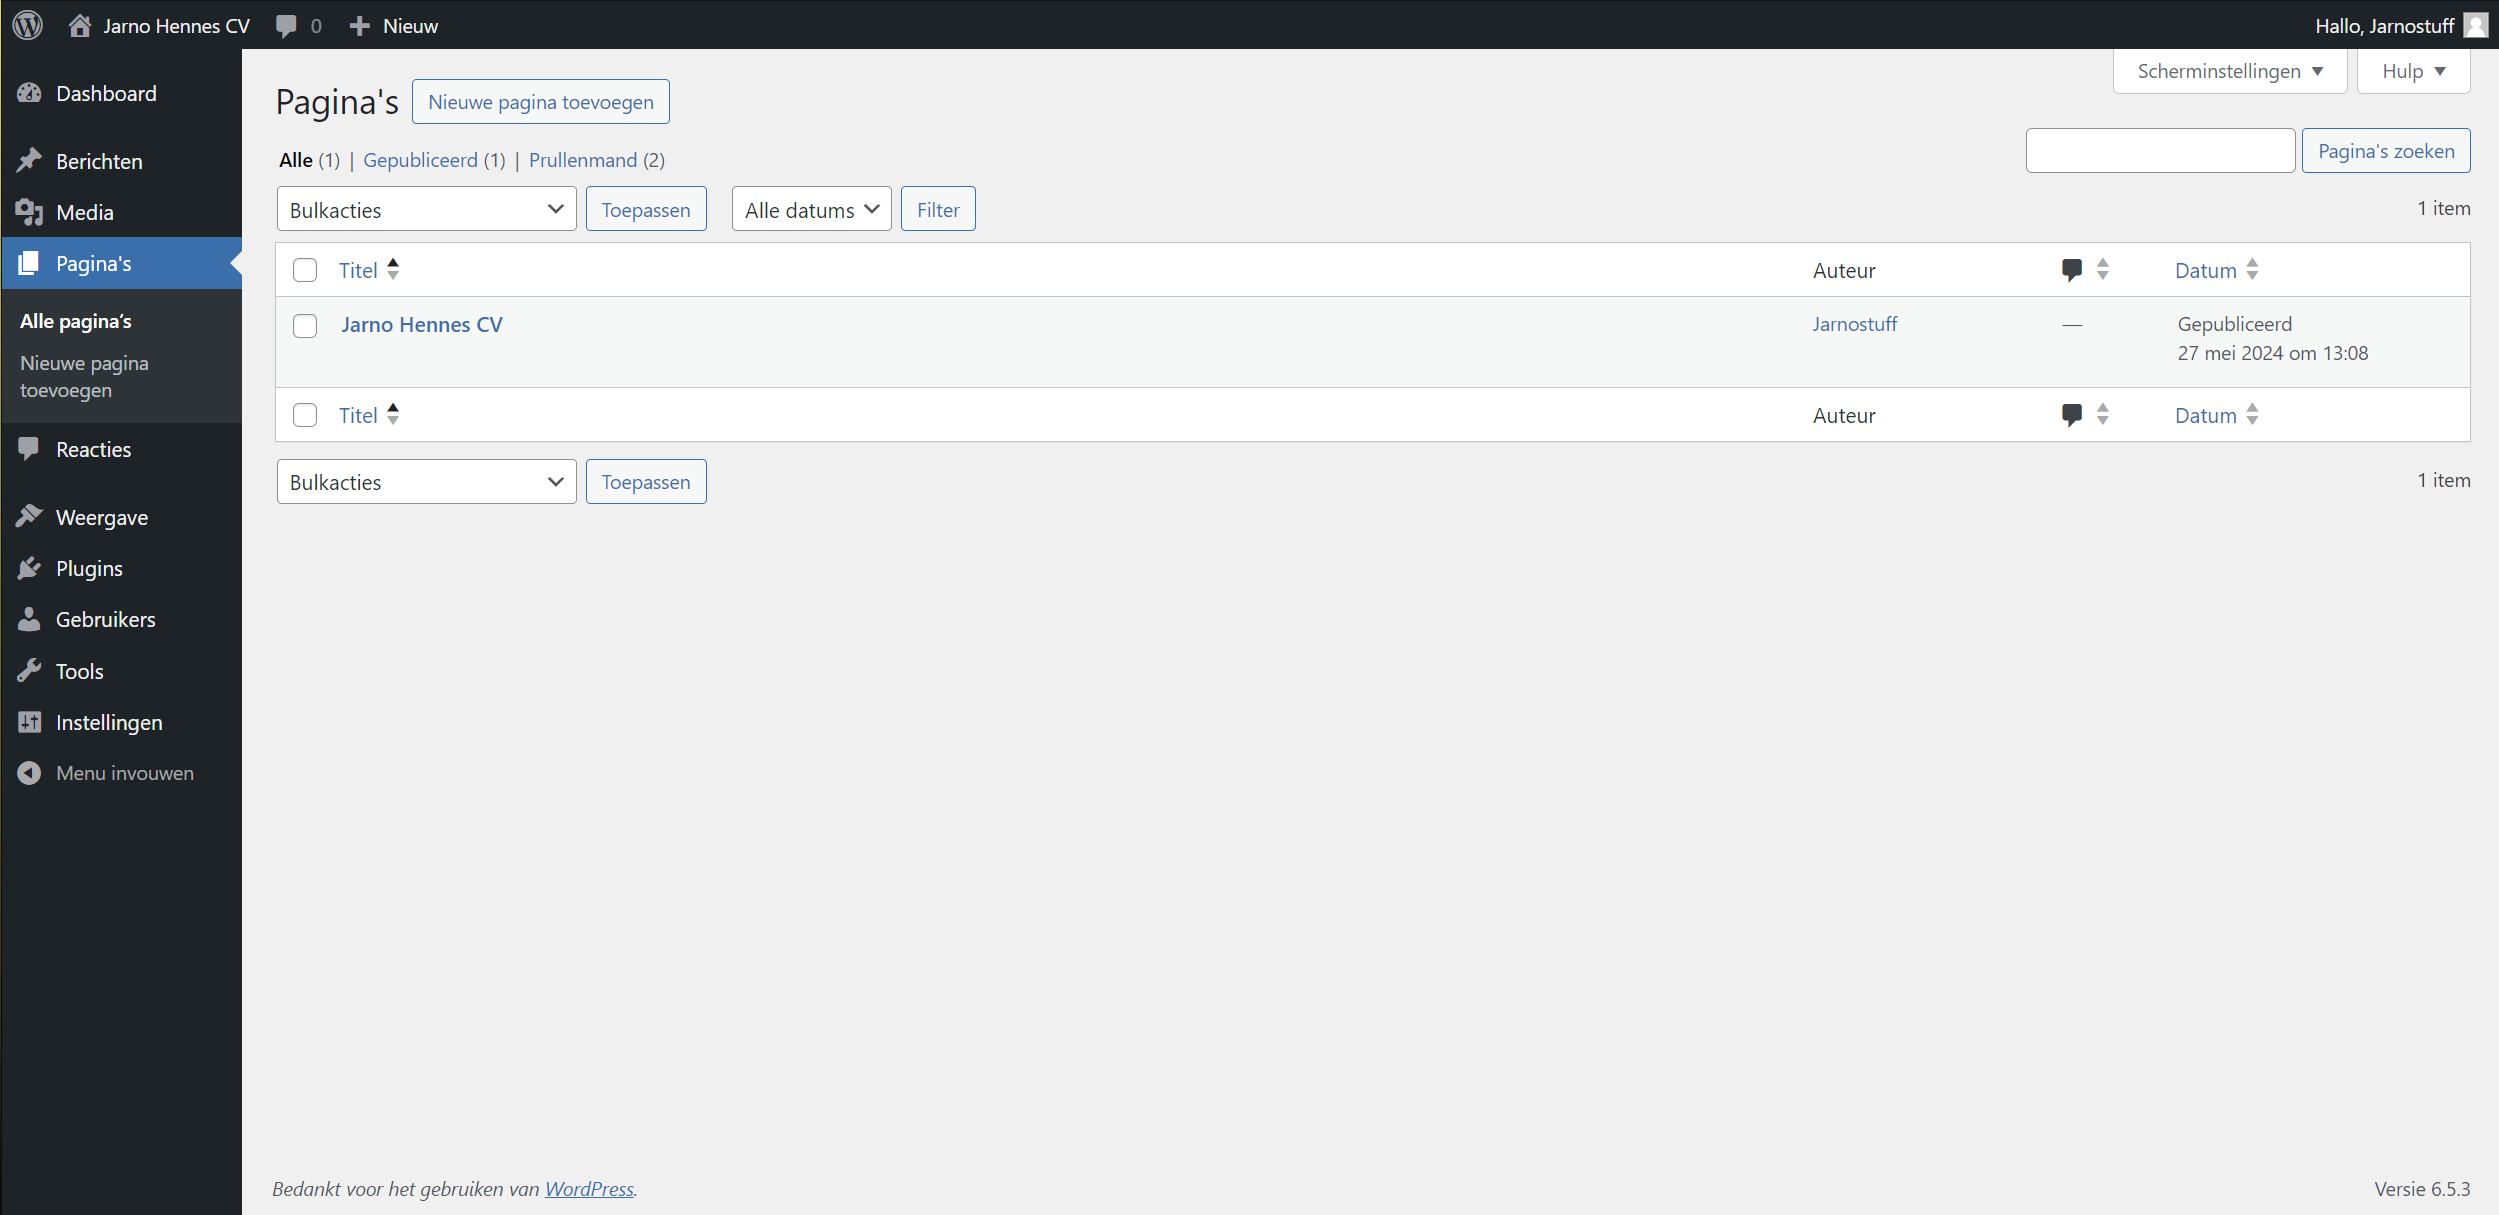 Jarno Hennes CV 0 Nieuw Hallo, Jarnostuff
Dashboard
Berichten
Media
Pagina's
Alle pagina’s
Nieuwe pagina
toevoegen
Reacties
Weergave
Plugins
Gebruikers
Tools
Instellingen
Menu invouwen
Scherminstellingen Hulp
Pagina's Nieuwe pagina toevoegen
Alle (1) | Gepubliceerd (1) | Prullenmand (2)
Pagina's zoeken
Bulkacties Toepassen Alle datums Filter 1 item
Titel Auteur Datum
Jarno Hennes CV Jarnostuff — Gepubliceerd
27 mei 2024 om 13:08
Titel Auteur Datum
Bulkacties Toepassen 1 item
Bedankt voor het gebruiken van WordPress. Versie 6.5.3